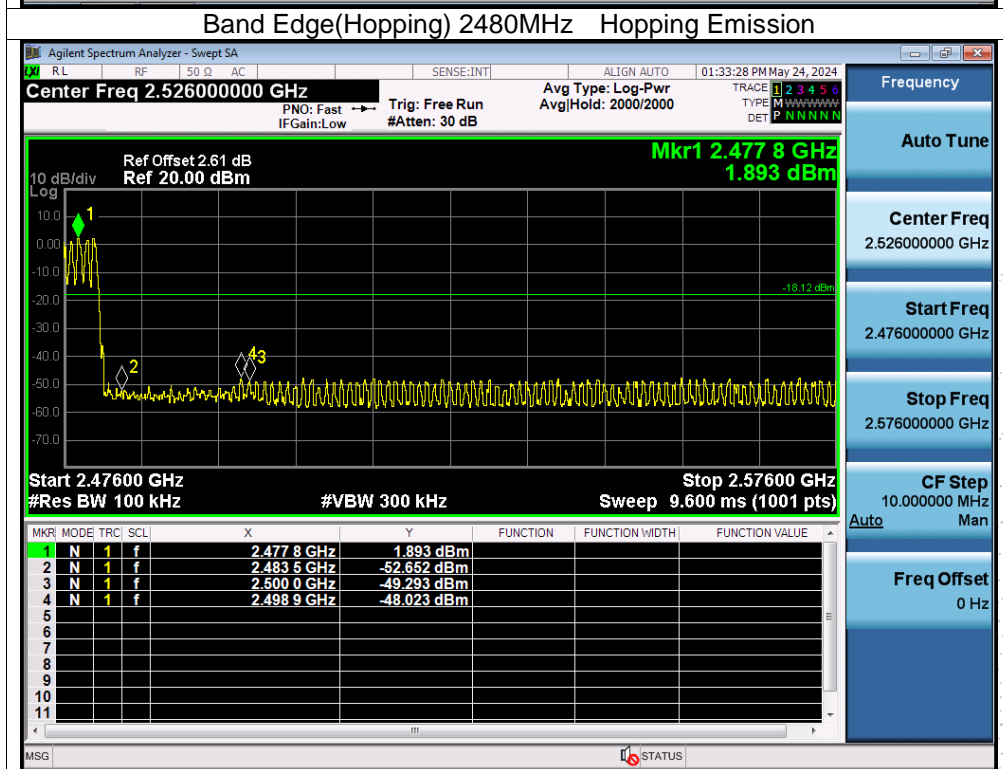 Band Edge(Hopping) 2480MHz Hopping Emission
Agilent Spectrum Analyzer - Swept SA
LXI RL RF 50 Ω AC SENSE:INT ALIGN AUTO 01:33:28 PM May 24, 2024
Center Freq 2.526000000 GHz
PNO: Fast
IFGain:Low
Trig: Free Run
#Atten: 30 dB
Avg Type: Log-Pwr
Avg|Hold: 2000/2000
TRACE 1 2 3 4 5 6
TYPE M WWWWW
DET P N N N N N
Ref Offset 2.61 dB
10 dB/div Ref 20.00 dBm
Log
Mkr1 2.477 8 GHz
1.893 dBm
10.0
0.00
-10.0
-20.0
-30.0
-40.0
-50.0
-60.0
-70.0
1
2
4 3
-18.12 dBm
Start 2.47600 GHz Stop 2.57600 GHz
#Res BW 100 kHz #VBW 300 kHz Sweep 9.600 ms (1001 pts)
MKR MODE TRC SCL X Y FUNCTION FUNCTION WIDTH FUNCTION VALUE
1 N 1 f 2.477 8 GHz 1.893 dBm
2 N 1 f 2.483 5 GHz -52.652 dBm
3 N 1 f 2.500 0 GHz -49.293 dBm
4 N 1 f 2.498 9 GHz -48.023 dBm
5
6
7
8
9
10
11
MSG STATUS
Frequency
Auto Tune
Center Freq
2.526000000 GHz
Start Freq
2.476000000 GHz
Stop Freq
2.576000000 GHz
CF Step
10.000000 MHz
Auto Man
Freq Offset
0 Hz